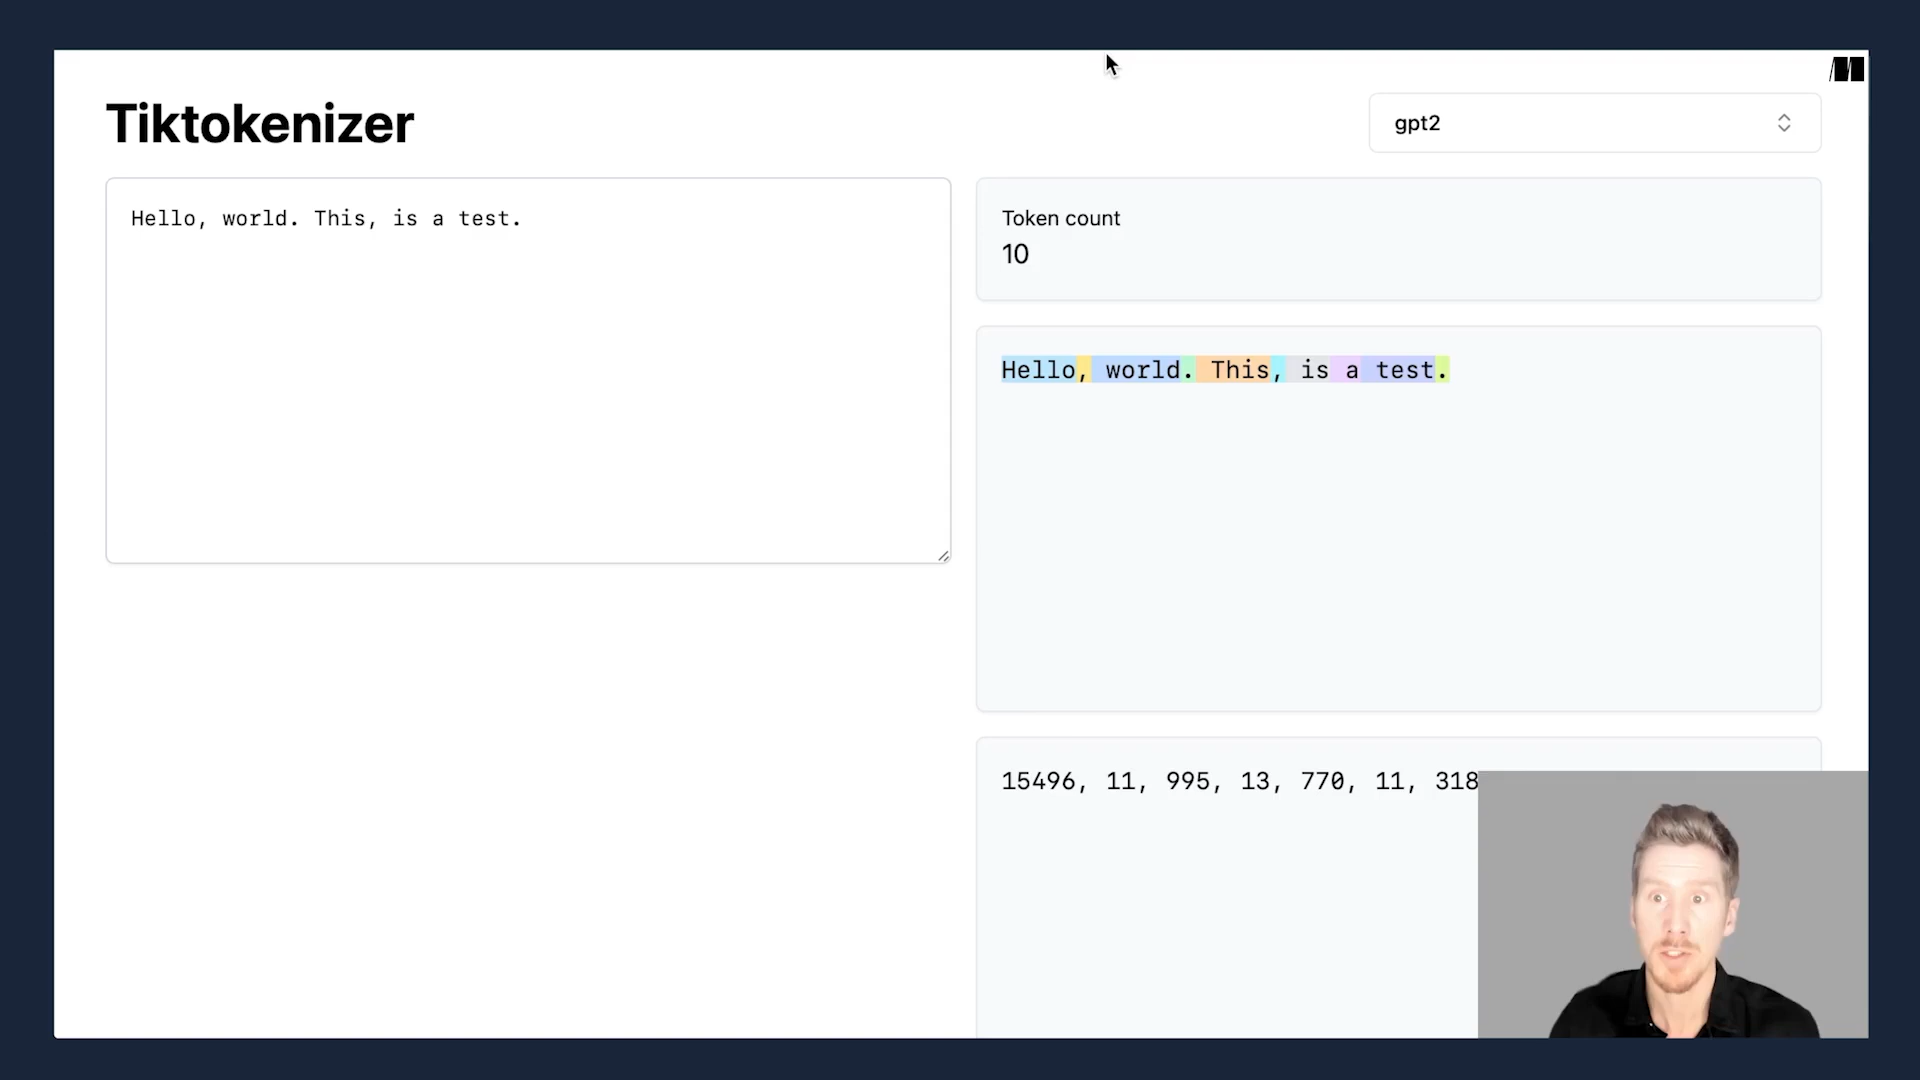 Tiktokenizer
gpt2
Hello, world. This, is a test.
Token count
10
Hello, world. This, is a test.
15496, 11, 995, 13, 770, 11, 318